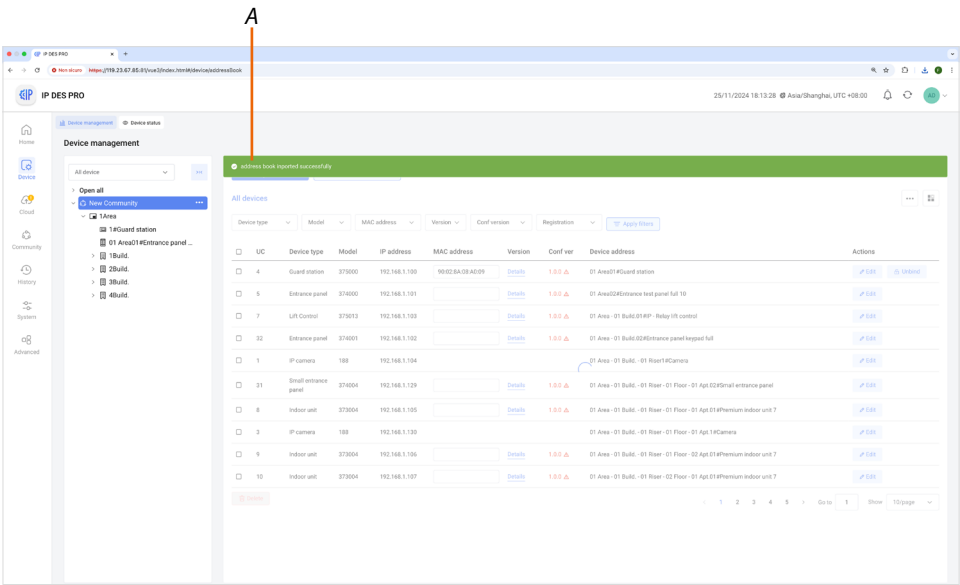 A
IP DES PRO
Non sicuro https://119.23.67.85:81/vue3/index.html#/device/addressBook
IP DES PRO
25/11/2024 18:13:28 @ Asia/Shanghai, UTC +08:00
AD
Home
Device
Cloud
Community
History
System
Advanced
Device management
Device status
Device management
All device
Open all
New Community
1Area
1#Guard station
01 Area01#Entrance panel ...
1Build.
2Build.
3Build.
4Build.
address book inported successfully
All devices
Device type Model MAC address Version Conf version Registration Apply filters
UC Device type Model IP address MAC address Version Conf ver Device address Actions
4 Guard station 375000 192.168.1.100 90:02:8A:08:A0:09 Details 1.0.0 01 Area01#Guard station Edit Unbind
5 Entrance panel 374000 192.168.1.101 Details 1.0.0 01 Area02#Entrance test panel full 10 Edit
7 Lift Control 375013 192.168.1.103 Details 1.0.0 01 Area - 01 Build.01#IP - Relay lift control Edit
32 Entrance panel 374001 192.168.1.102 Details 1.0.0 01 Area - 01 Build.02#Entrance panel keypad full Edit
1 IP camera 188 192.168.1.104 01 Area - 01 Build. - 01 Riser1#Camera Edit
31 Small entrance panel 374004 192.168.1.129 Details 1.0.0 01 Area - 01 Build. - 01 Riser - 01 Floor - 01 Apt.02#Small entrance panel Edit
8 Indoor unit 373004 192.168.1.105 Details 1.0.0 01 Area - 01 Build. - 01 Riser - 01 Floor - 01 Apt.01#Premium indoor unit 7 Edit
3 IP camera 188 192.168.1.130 01 Area - 01 Build. - 01 Riser - 01 Floor - 01 Apt.1#Camera Edit
9 Indoor unit 373004 192.168.1.106 Details 1.0.0 01 Area - 01 Build. - 01 Riser - 01 Floor - 02 Apt.01#Premium indoor unit 7 Edit
10 Indoor unit 373004 192.168.1.107 Details 1.0.0 01 Area - 01 Build. - 01 Riser - 02 Floor - 01 Apt.01#Premium indoor unit 7 Edit
Delete
1 2 3 4 5 Go to 1 Show 10/page